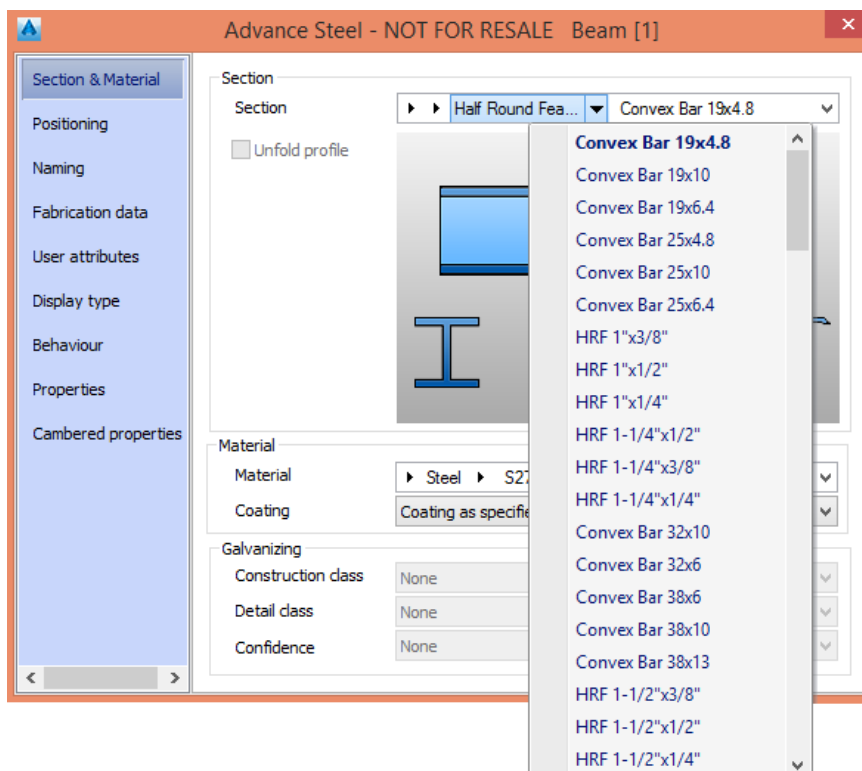 Advance Steel - NOT FOR RESALE   Beam [1]
Section & Material
Positioning
Naming
Fabrication data
User attributes
Display type
Behaviour
Properties
Cambered properties
Section
Section
Half Round Fea...
Convex Bar 19x4.8
Unfold profile
Convex Bar 19x4.8
Convex Bar 19x10
Convex Bar 19x6.4
Convex Bar 25x4.8
Convex Bar 25x10
Convex Bar 25x6.4
HRF 1"x3/8"
HRF 1"x1/2"
HRF 1"x1/4"
HRF 1-1/4"x1/2"
HRF 1-1/4"x3/8"
HRF 1-1/4"x1/4"
Convex Bar 32x10
Convex Bar 32x6
Convex Bar 38x6
Convex Bar 38x10
Convex Bar 38x13
HRF 1-1/2"x3/8"
HRF 1-1/2"x1/2"
HRF 1-1/2"x1/4"
Material
Material
Steel
S27
Coating
Coating as specifie
Galvanizing
Construction class
None
Detail class
None
Confidence
None